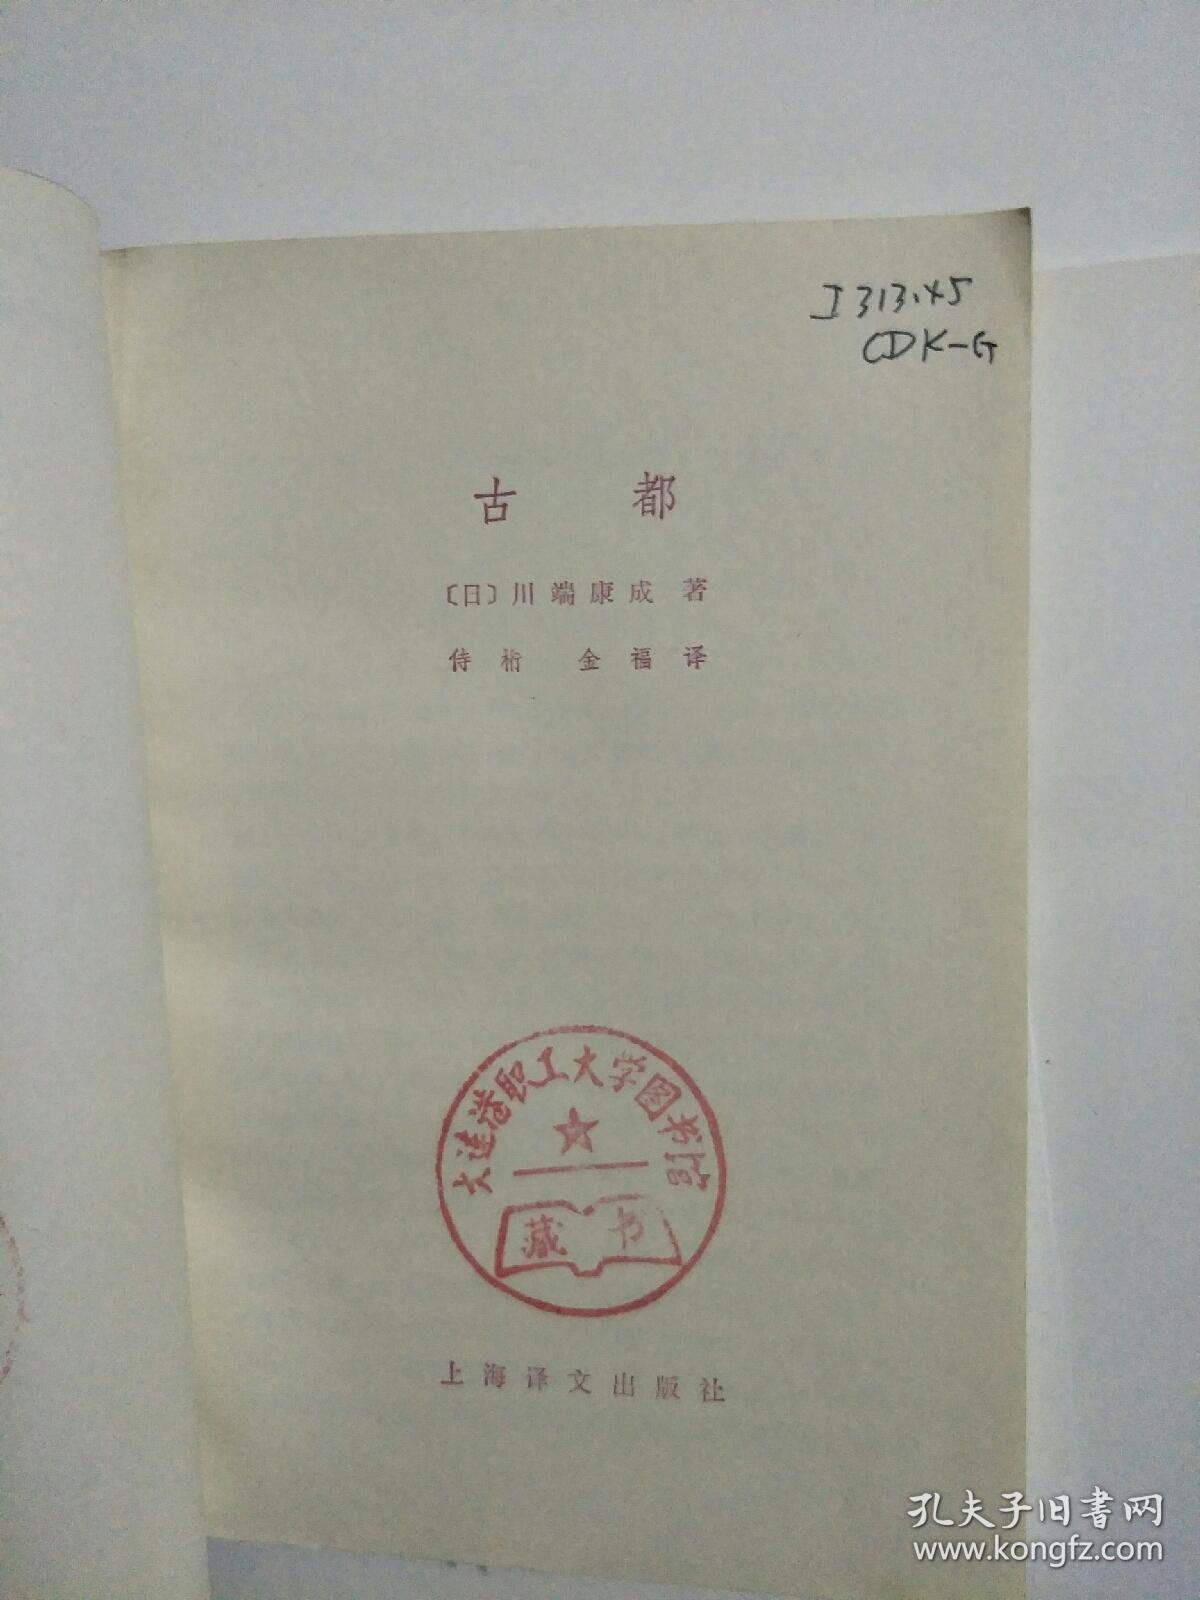 I313.45
CDK-G
古都
〔日〕川端康成 著
侍桁 金福译
大连港职工大学图书馆
藏书
上海译文出版社
孔夫子旧书网
www.kongfz.com